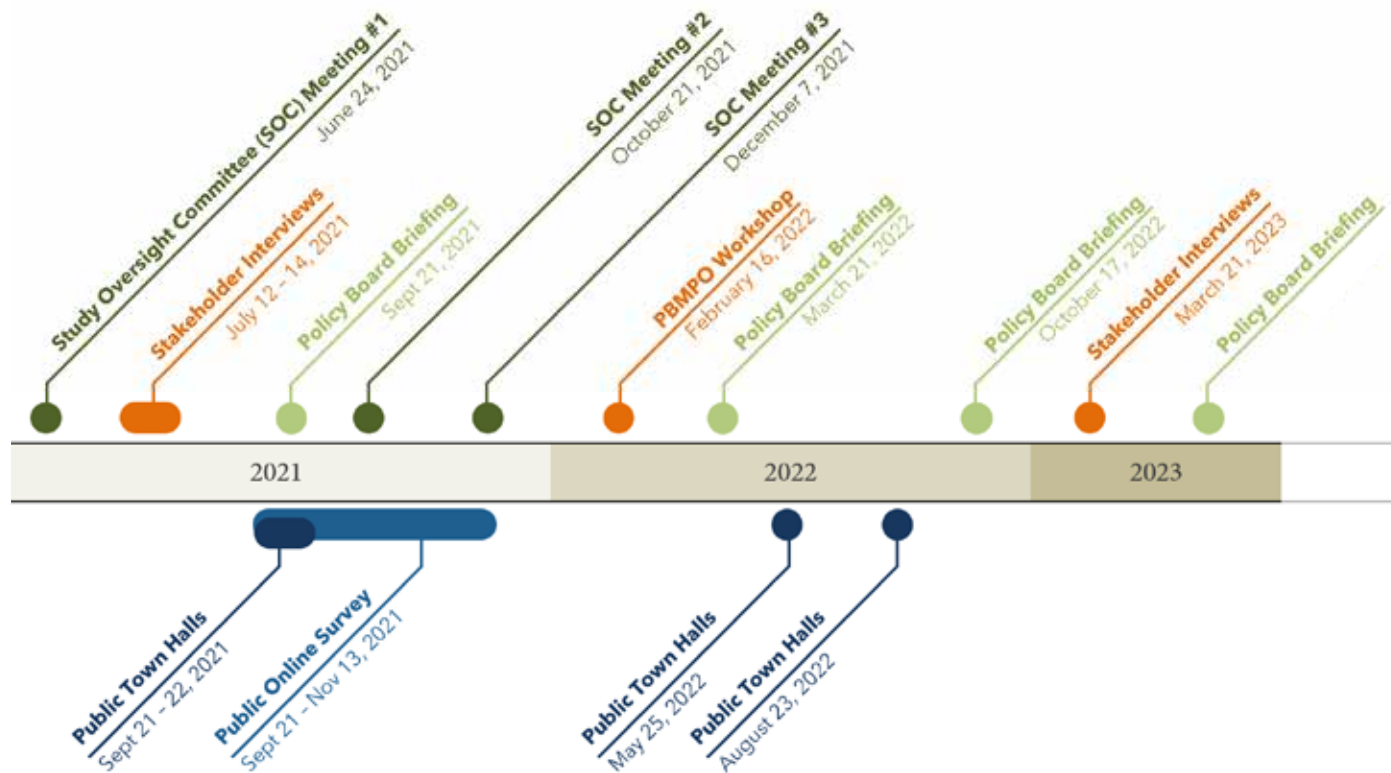 Study Oversight Committee (SOC) Meeting #1
June 24, 2021
Stakeholder Interviews
July 12 - 14, 2021
Policy Board Briefing
Sept 21, 2021
SOC Meeting #2
October 21, 2021
SOC Meeting #3
December 7, 2021
PBMPO Workshop
February 16, 2022
Policy Board Briefing
March 21, 2022
Policy Board Briefing
October 17, 2022
Stakeholder Interviews
March 21, 2023
Policy Board Briefing
2021
2022
2023
Public Town Halls
Sept 21 - 22, 2021
Public Online Survey
Sept 21 - Nov 13, 2021
Public Town Halls
May 25, 2022
Public Town Halls
August 23, 2022